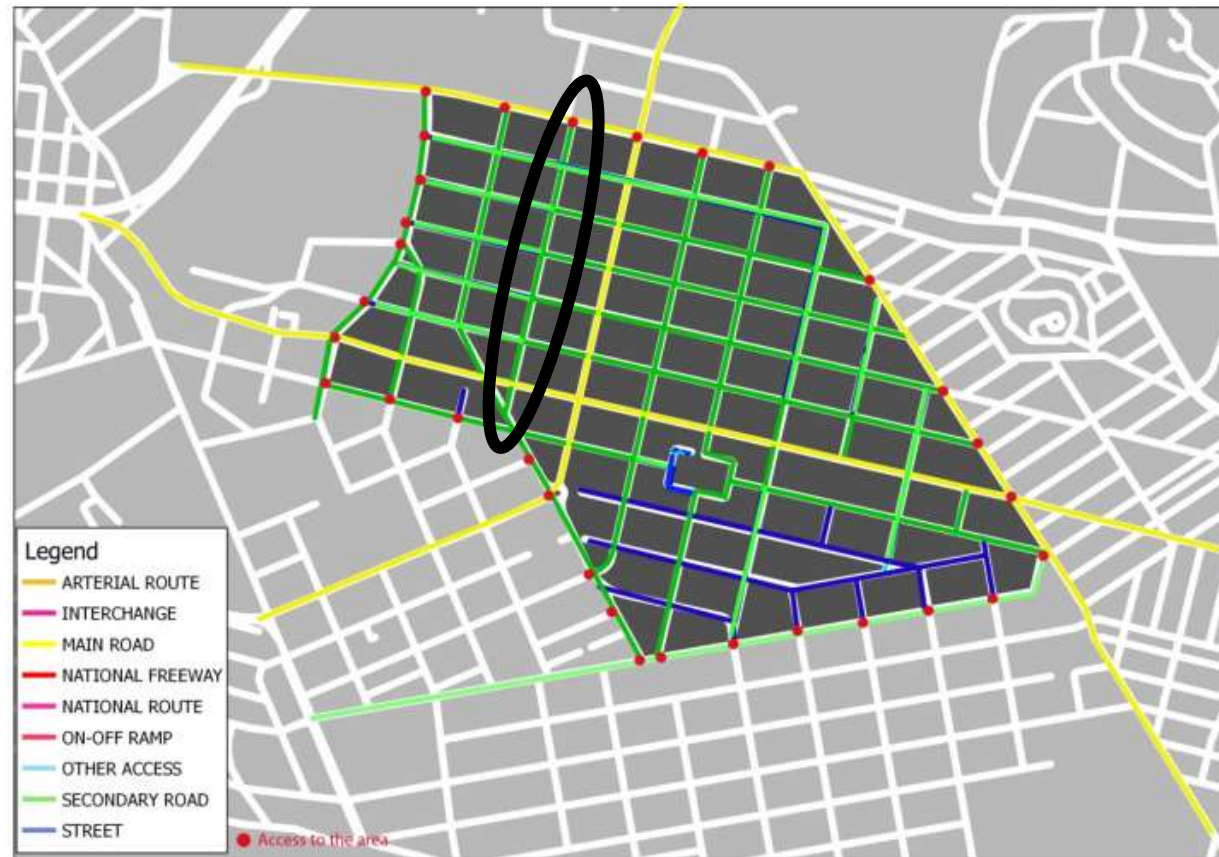 Legend
ARTERIAL ROUTE
INTERCHANGE
MAIN ROAD
NATIONAL FREEWAY
NATIONAL ROUTE
ON-OFF RAMP
OTHER ACCESS
SECONDARY ROAD
STREET
Access to the area